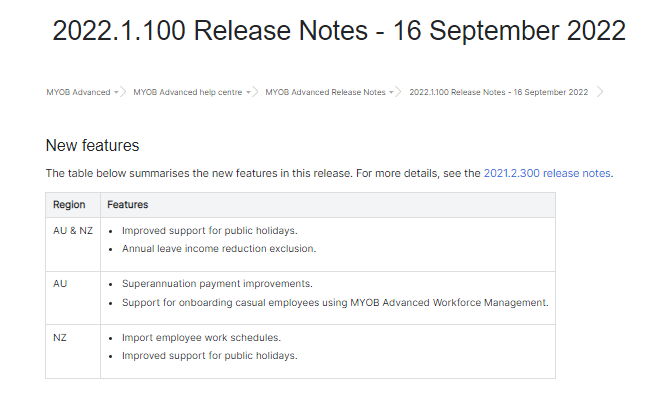 2022.1.100 Release Notes - 16 September 2022
MYOB Advanced
MYOB Advanced help centre
MYOB Advanced Release Notes
2022.1.100 Release Notes - 16 September 2022
New features
The table below summarises the new features in this release. For more details, see the 2021.2.300 release notes.
Region Features
AU & NZ • Improved support for public holidays.
• Annual leave income reduction exclusion.
AU • Superannuation payment improvements.
• Support for onboarding casual employees using MYOB Advanced Workforce Management.
NZ • Import employee work schedules.
• Improved support for public holidays.